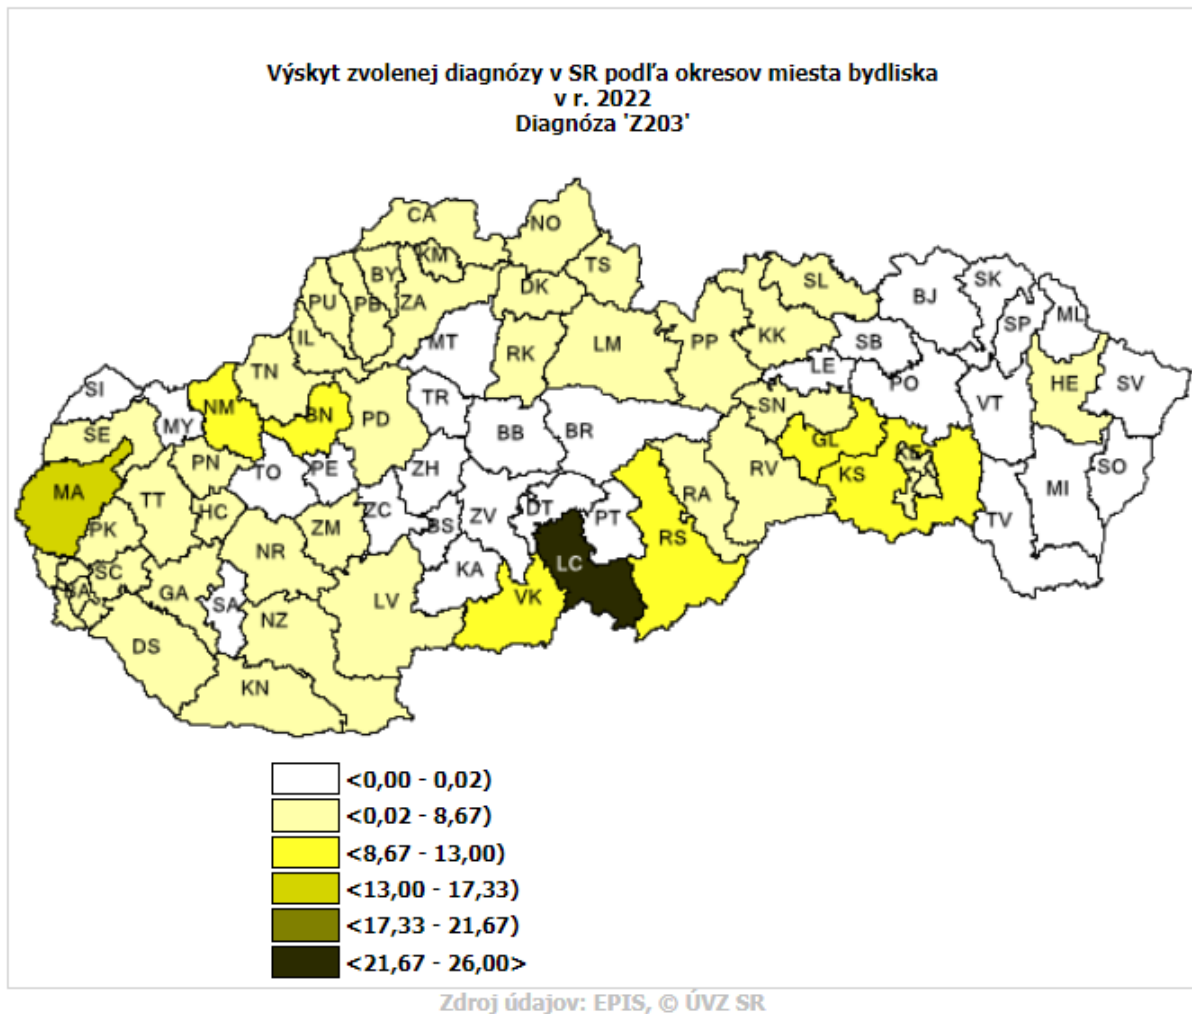 Výskyt zvolenej diagnózy v SR podľa okresov miesta bydliska
v r. 2022
Diagnóza 'Z203'
CA
NO
KM
BY
TS
PU
PB
ZA
DK
SL
BJ
SK
SP
ML
IL
MT
RK
LM
PP
KK
SB
LE
PO
HE
SV
SI
TN
NM
BN
PD
TR
MY
SE
BB
BR
SN
GL
VT
PN
TO
PE
ZH
RV
KS
KE
SO
MA
TT
HC
ZM
ZC
BS
ZV
DT
PT
RA
RS
MI
TV
PK
NR
KA
LC
SC
BA
GA
SA
NZ
LV
VK
DS
KN
<0,00 - 0,02)
<0,02 - 8,67)
<8,67 - 13,00)
<13,00 - 17,33)
<17,33 - 21,67)
<21,67 - 26,00>
Zdroj údajov: EPIS, © ÚVZ SR